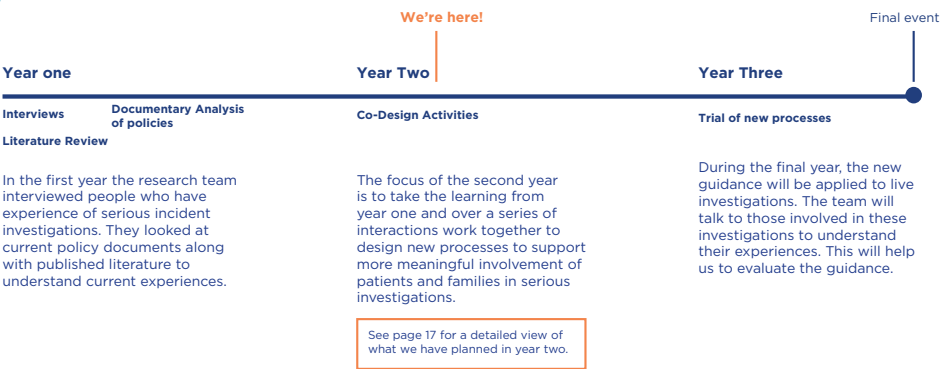 We're here!
Final event
Year one
Year Two
Year Three
Interviews
Documentary Analysis
of policies
Literature Review
Co-Design Activities
Trial of new processes
In the first year the research team
interviewed people who have
experience of serious incident
investigations. They looked at
current policy documents along
with published literature to
understand current experiences.
The focus of the second year
is to take the learning from
year one and over a series of
interactions work together to
design new processes to support
more meaningful involvement of
patients and families in serious
investigations.
See page 17 for a detailed view of
what we have planned in year two.
During the final year, the new
guidance will be applied to live
investigations. The team will
talk to those involved in these
investigations to understand
their experiences. This will help
us to evaluate the guidance.